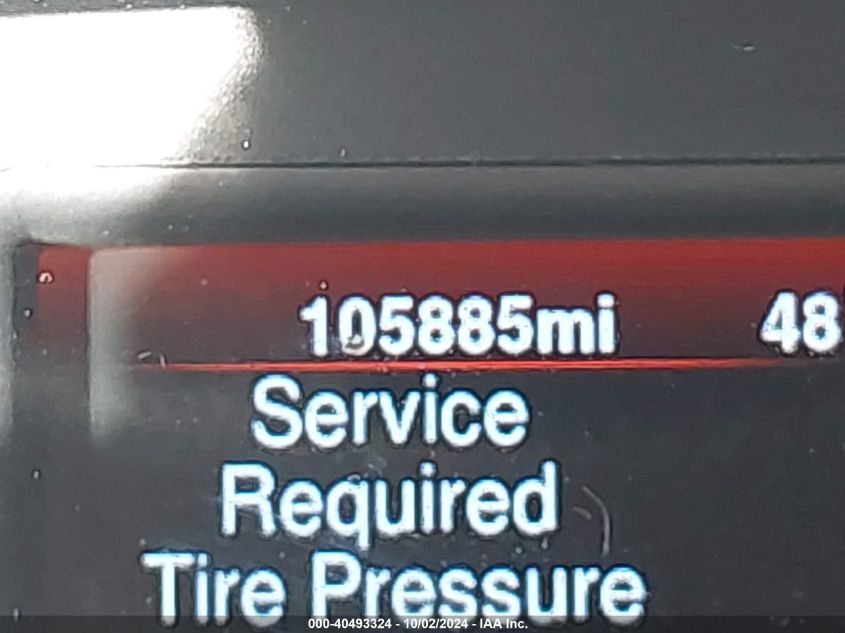 105885mi 48
Service
Required
Tire Pressure
000-40493324 - 10/02/2024 - IAA Inc.